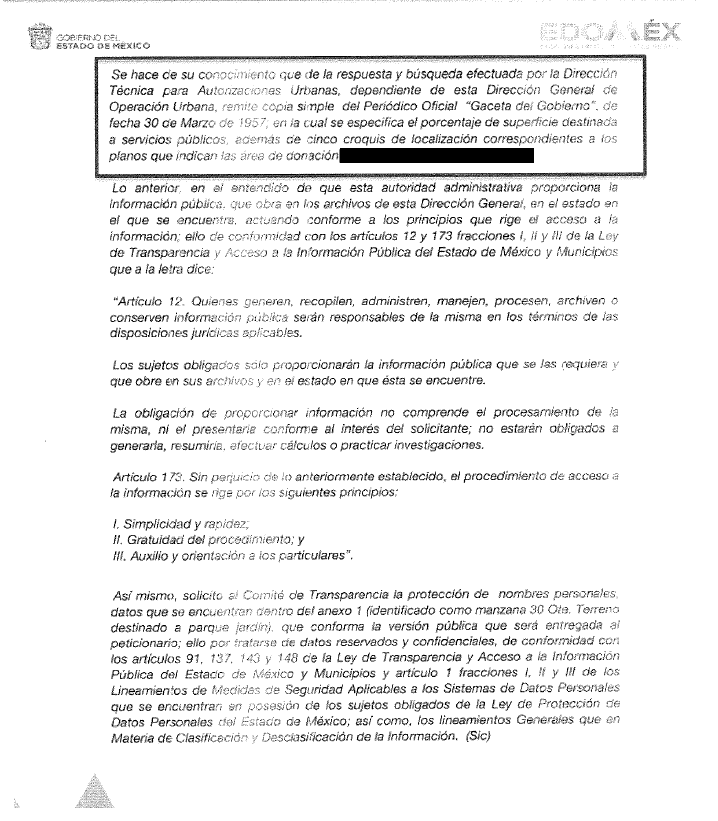 GOBIERNO DEL
ESTADO DE MÉXICO
EDOMÉX
Se hace de su conocimiento que de la respuesta y búsqueda efectuada por la Dirección
Técnica para Autorizaciones Urbanas, dependiente de esta Dirección General de
Operación Urbana, remite copia simple del Periódico Oficial "Gaceta del Gobierno", de
fecha 30 de Marzo de 1957, en la cual se especifica el porcentaje de superficie destinada
a servicios públicos, además de cinco croquis de localización correspondientes a los
planos que indican las área de donación
Lo anterior, en el entendido de que esta autoridad administrativa proporciona la
información pública, que obra en los archivos de esta Dirección General, en el estado en
el que se encuentra, actuando conforme a los principios que rige el acceso a la
información; ello de conformidad con los artículos 12 y 173 fracciones I, II y III de la Ley
de Transparencia y Acceso a la Información Pública del Estado de México y Municipios
que a la letra dice:
"Artículo 12. Quienes generen, recopilen, administren, manejen, procesen, archiven o
conserven información pública serán responsables de la misma en los términos de las
disposiciones jurídicas aplicables.
Los sujetos obligados sólo proporcionarán la información pública que se les requiera y
que obre en sus archivos y en el estado en que ésta se encuentre.
La obligación de proporcionar información no comprende el procesamiento de la
misma, ni el presentarla conforme al interés del solicitante; no estarán obligados a
generarla, resumirla, efectuar cálculos o practicar investigaciones.
Artículo 173. Sin perjuicio de lo anteriormente establecido, el procedimiento de acceso a
la información se rige por los siguientes principios:
I. Simplicidad y rapidez;
II. Gratuidad del procedimiento; y
III. Auxilio y orientación a los particulares".
Así mismo, solicito al Comité de Transparencia la protección de nombres personales,
datos que se encuentran dentro del anexo 1 (identificado como manzana 30 Ote. Terreno
destinado a parque jardín), que conforma la versión pública que será entregada al
peticionario; ello por tratarse de datos reservados y confidenciales, de conformidad con
los artículos 91, 137, 143 y 148 de la Ley de Transparencia y Acceso a la Información
Pública del Estado de México y Municipios y artículo 1 fracciones I, II y III de los
Lineamientos de Medidas de Seguridad Aplicables a los Sistemas de Datos Personales
que se encuentran en posesión de los sujetos obligados de la Ley de Protección de
Datos Personales del Estado de México; así como, los lineamientos Generales que en
Materia de Clasificación y Desclasificación de la Información. (Sic)